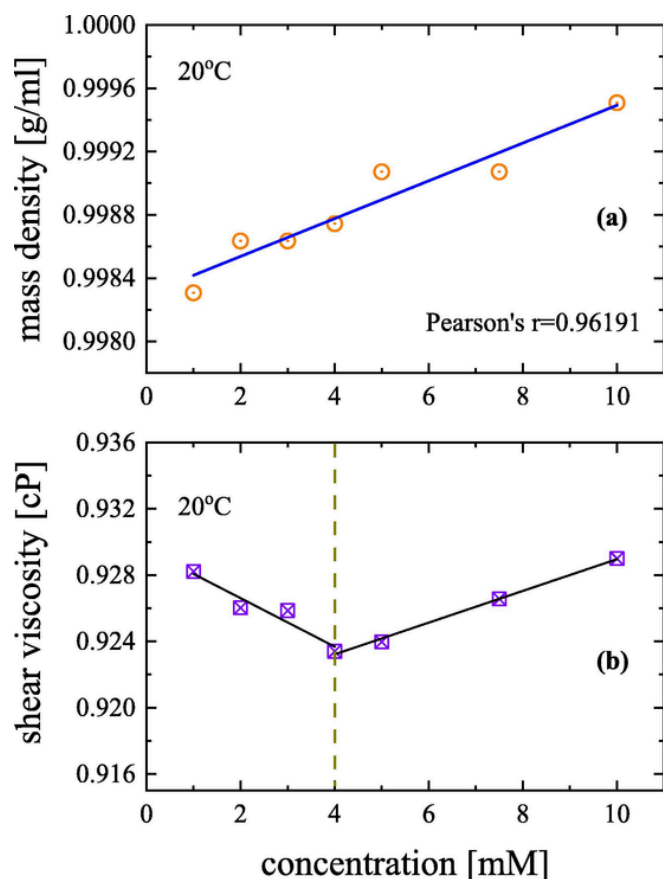 1.0000
0.9996
0.9992
0.9988
0.9984
0.9980
mass density [g/ml]
20°C
(a)
Pearson's r=0.96191
0 2 4 6 8 10
0.936
0.932
0.928
0.924
0.920
0.916
shear viscosity [cP]
20°C
(b)
0 2 4 6 8 10
concentration [mM]